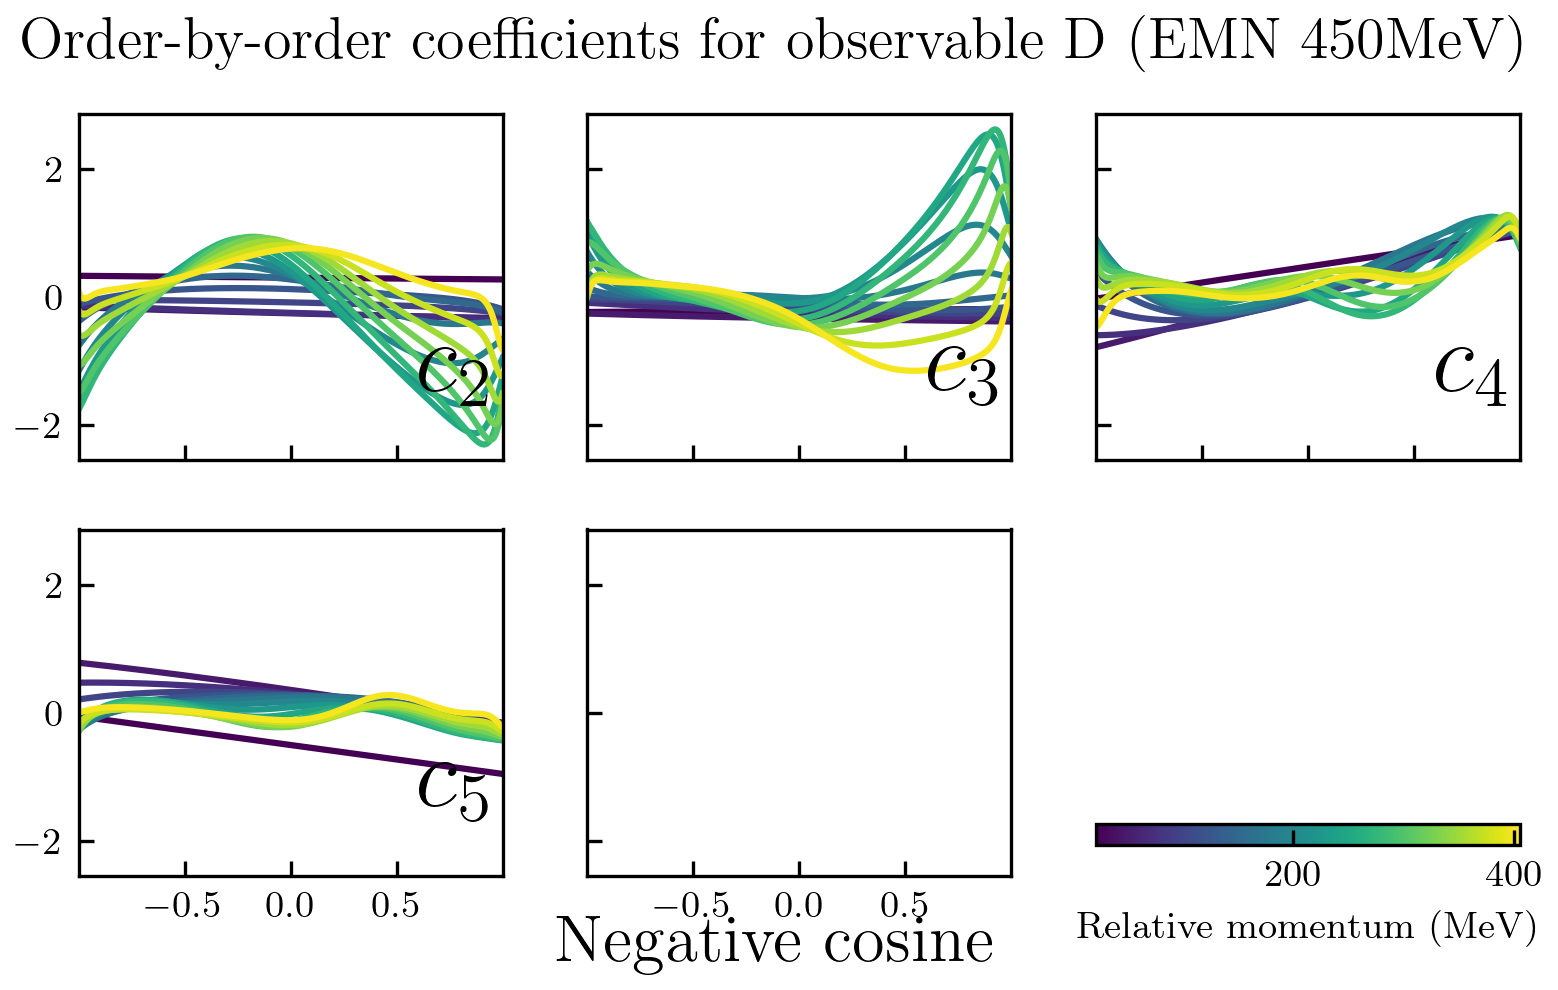 Order-by-order coefficients for observable D (EMN 450MeV)
2
0
−2
c2
c3
c4
2
0
−2
c5
−0.5 0.0 0.5
−0.5 0.0 0.5
200 400
Relative momentum (MeV)
Negative cosine